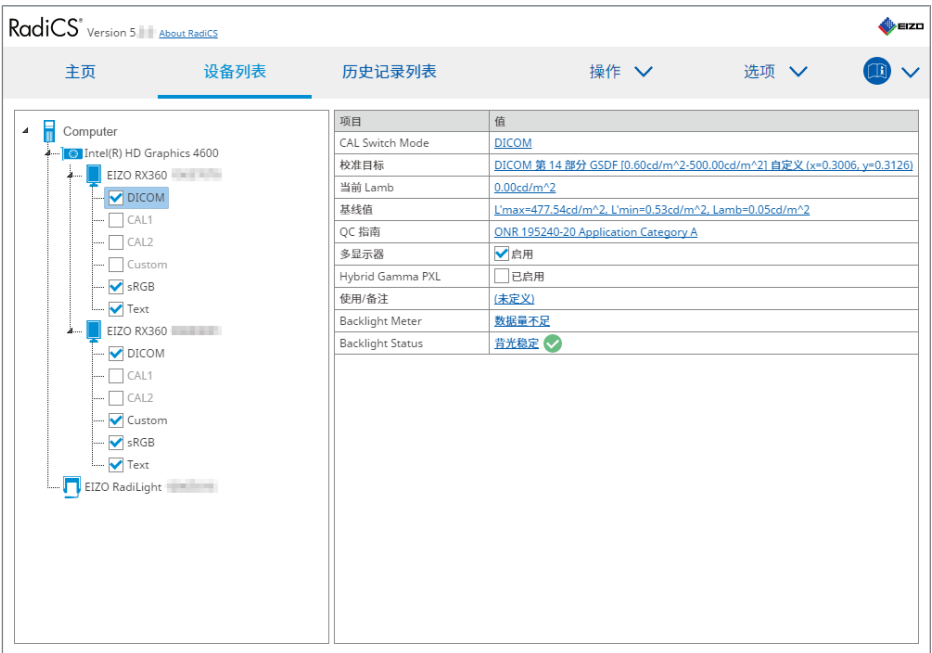 RadiCS® Version 5. About RadiCS
EIZO
主页 设备列表 历史记录列表 操作 选项
Computer
Intel(R) HD Graphics 4600
EIZO RX360
DICOM
CAL1
CAL2
Custom
sRGB
Text
EIZO RX360
DICOM
CAL1
CAL2
Custom
sRGB
Text
EIZO RadiLight
项目 值
CAL Switch Mode DICOM
校准目标 DICOM 第 14 部分 GSDF [0.60cd/m^2-500.00cd/m^2] 自定义 (x=0.3006, y=0.3126)
当前 Lamb 0.00cd/m^2
基线值 L'max=477.54cd/m^2, L'min=0.53cd/m^2, Lamb=0.05cd/m^2
QC 指南 ONR 195240-20 Application Category A
多显示器 启用
Hybrid Gamma PXL 已启用
使用/备注 (未定义)
Backlight Meter 数据量不足
Backlight Status 背光稳定